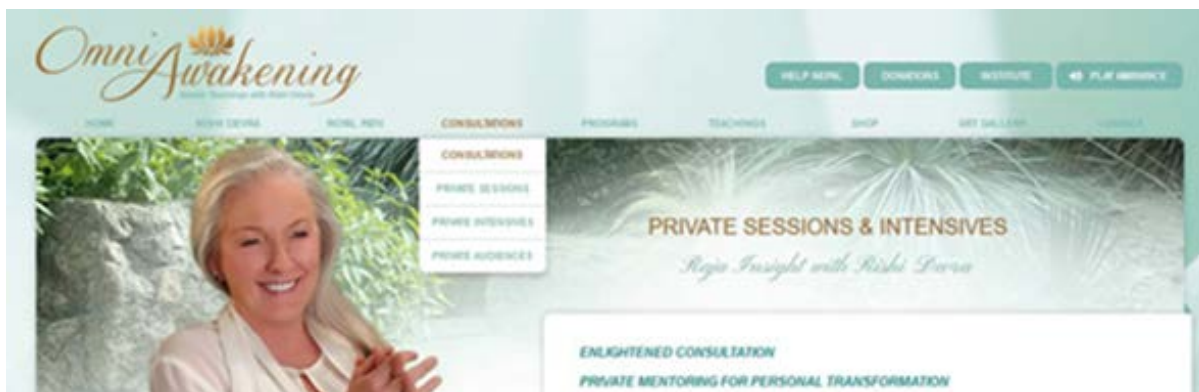 Omni Awakening
HELP NOW, DONATIONS INSTITUTE PLAY AMBIANCE
HOME RISHI DEVRA CONSULTATIONS PROGRAMS TEACHINGS SHOP ART GALLERY CONTACT
CONSULTATIONS
PRIVATE SESSIONS
PRIVATE INTENSIVES
PRIVATE AUDIENCES
PRIVATE SESSIONS & INTENSIVES
Raja Insight with Rishi Devra
ENLIGHTENED CONSULTATION
PRIVATE MENTORING FOR PERSONAL TRANSFORMATION